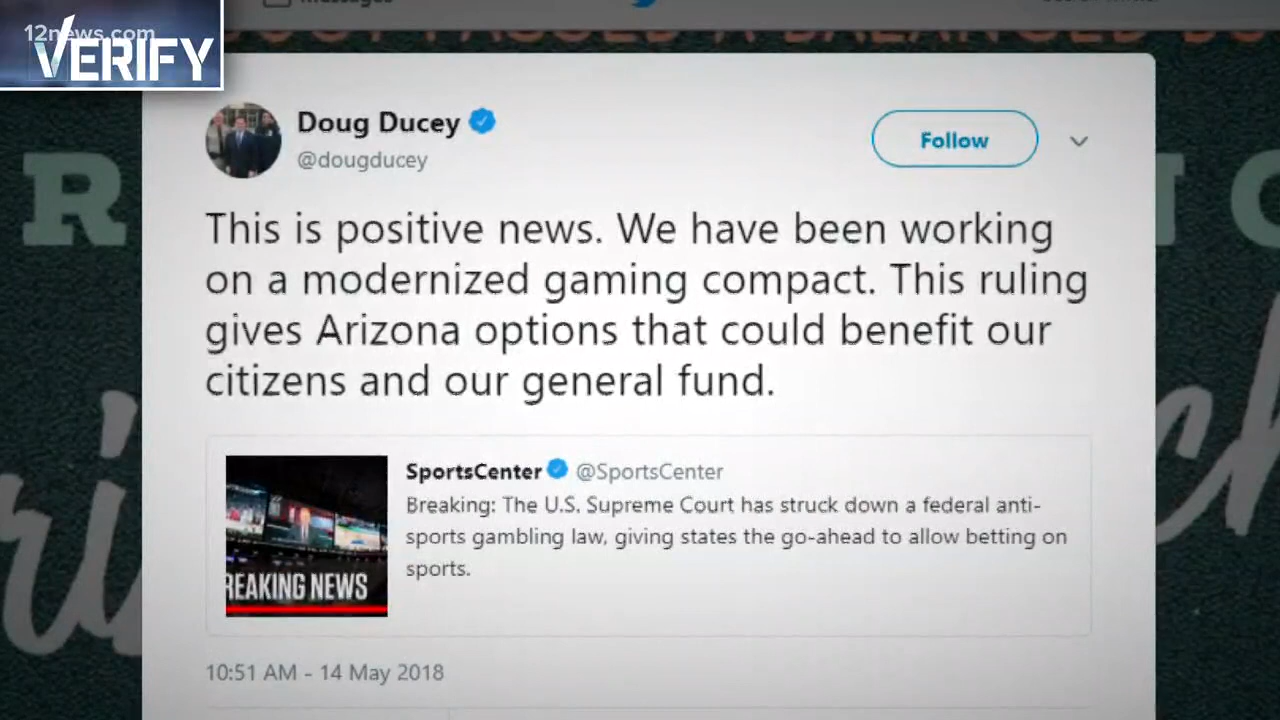 12news.com
VERIFY
Doug Ducey
@dougducey
Follow
This is positive news. We have been working
on a modernized gaming compact. This ruling
gives Arizona options that could benefit our
citizens and our general fund.
SportsCenter @SportsCenter
Breaking: The U.S. Supreme Court has struck down a federal anti-
sports gambling law, giving states the go-ahead to allow betting on
sports.
REAKING NEWS
10:51 AM - 14 May 2018